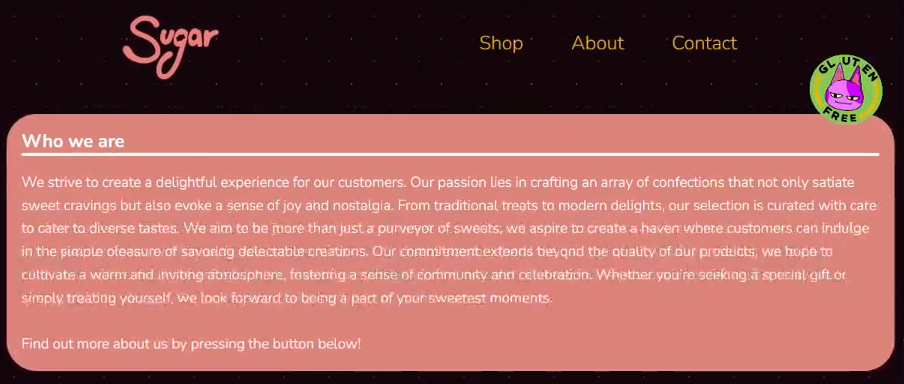 Sugar
Shop About Contact
GLUTEN
FREE
Who we are
We strive to create a delightful experience for our customers. Our passion lies in crafting an array of confections that not only satiate
sweet cravings but also evoke a sense of joy and nostalgia. From traditional treats to modern delights, our selection is curated with care
to cater to diverse tastes. We aim to be more than just a purveyor of sweets; we aspire to create a haven where customers can indulge
in the simple pleasure of savoring delectable creations. Our commitment extends beyond the quality of our products; we hope to
cultivate a warm and inviting atmosphere, fostering a sense of community and celebration. Whether you're seeking a special gift or
simply treating yourself, we look forward to being a part of your sweetest moments.
Find out more about us by pressing the button below!